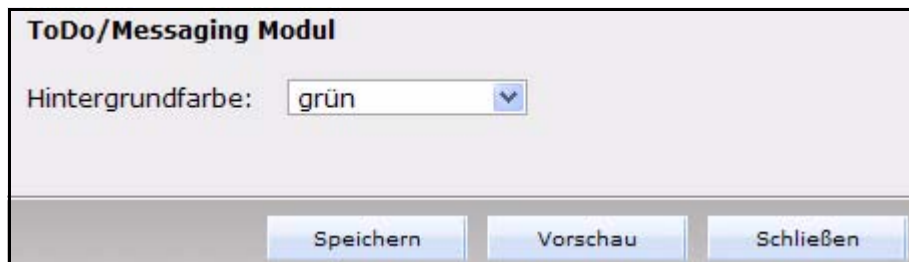 ToDo/Messaging Modul
Hintergrundfarbe: grün
Speichern Vorschau Schließen